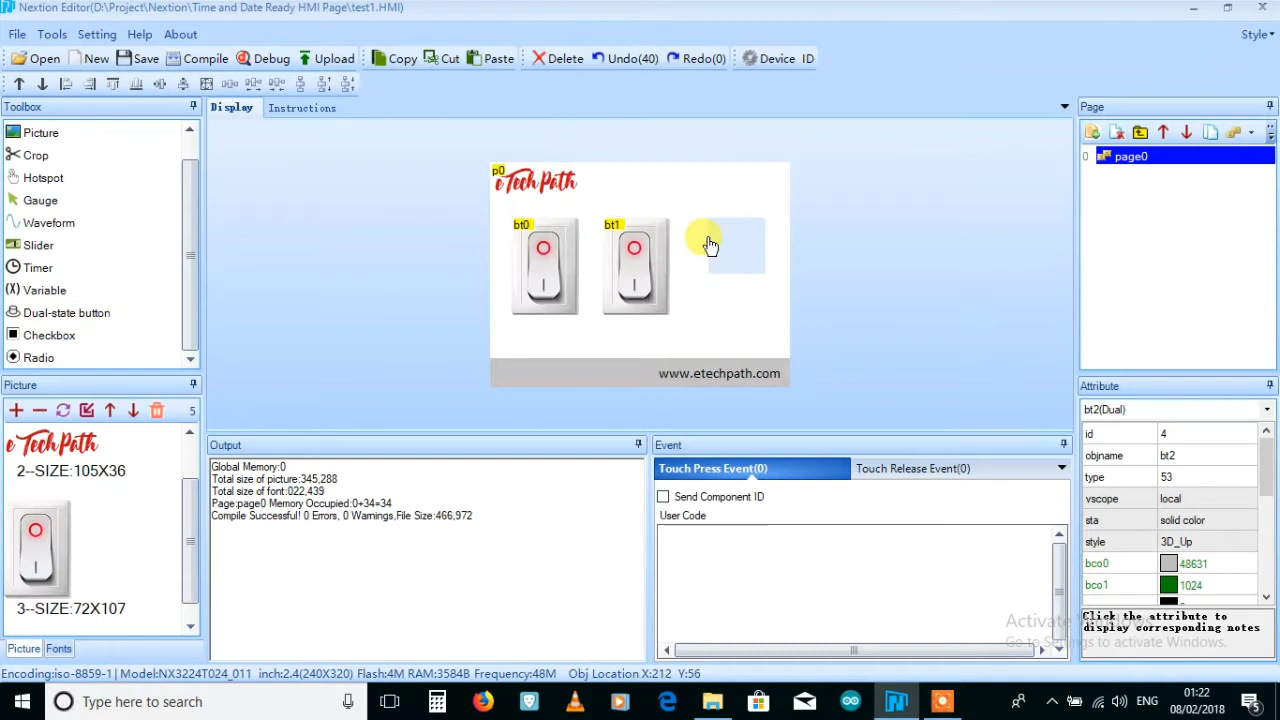 Nextion Editor(D:\Project\Nextion\Time and Date Ready HMI Page\test1.HMI)
File Tools Setting Help About Style
Open New Save Compile Debug Upload Copy Cut Paste Delete Undo(40) Redo(0) Device ID
Toolbox
Picture
Crop
Hotspot
Gauge
Waveform
Slider
Timer
Variable
Dual-state button
Checkbox
Radio
Picture
5
eTechPath
2--SIZE:105X36
3--SIZE:72X107
Picture Fonts
Display Instructions
p0
eTechPath
bt0 bt1
www.etechpath.com
Output
Global Memory:0
Total size of picture:345,288
Total size of font:022,439
Page:page0 Memory Occupied:0+34=34
Compile Successful! 0 Errors, 0 Warnings,File Size:466,972
Event
Touch Press Event(0) Touch Release Event(0)
Send Component ID
User Code
Page
0 page0
Attribute
bt2(Dual)
id 4
objname bt2
type 53
vscope local
sta solid color
style 3D_Up
bco0 48631
bco1 1024
Click the attribute to
display corresponding notes
Activate Windows
Go to Settings to activate Windows.
Encoding:iso-8859-1 Model:NX3224T024_011 inch:2.4(240X320) Flash:4M RAM:3584B Frequency:48M Obj Location X:212 Y:56
Type here to search
ENG
01:22
08/02/2018
5